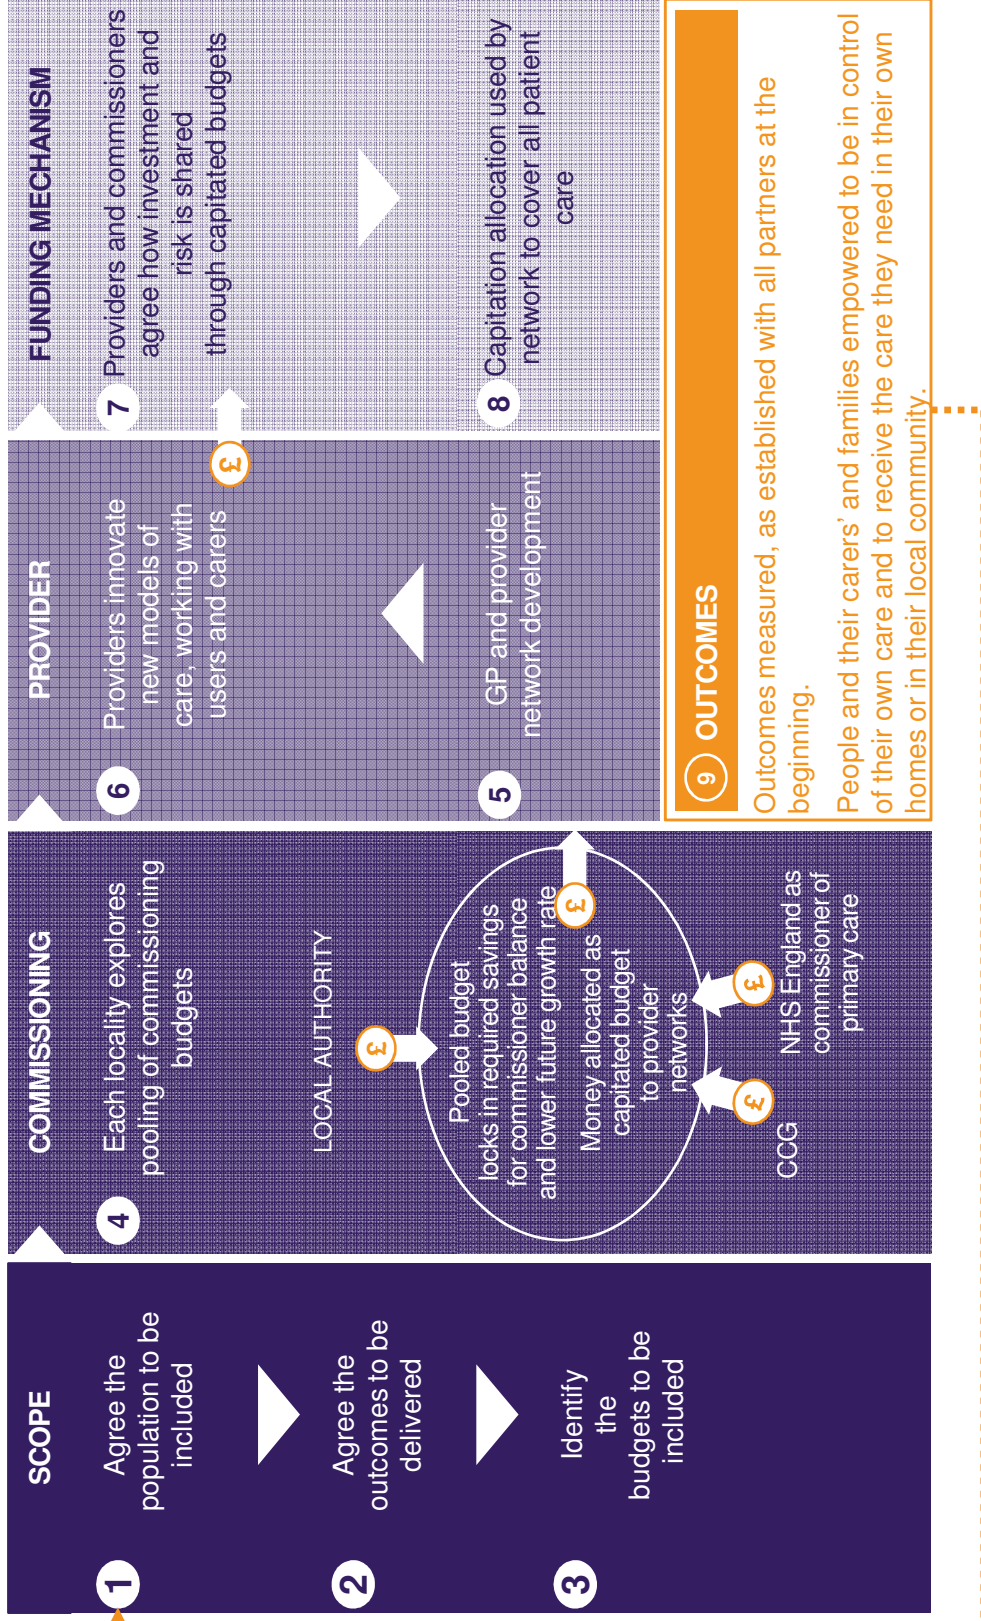 SCOPE
1
Agree the
population to be
included
2
Agree the
outcomes to be
delivered
3
Identify
the
budgets to be
included
COMMISSIONING
4
Each locality explores
pooling of commissioning
budgets
LOCAL AUTHORITY
£
Pooled budget
locks in required savings
for commissioner balance
and lower future growth rate
Money allocated as
capitated budget
to provider
networks
£
£
CCG
£
NHS England as
commissioner of
primary care
PROVIDER
6
Providers innovate
new models of
care, working with
users and carers
£
5
GP and provider
network development
FUNDING MECHANISM
7
Providers and commissioners
agree how investment and
risk is shared
through capitated budgets
8
Capitation allocation used by
network to cover all patient
care
9 OUTCOMES
Outcomes measured, as established with all partners at the
beginning.
People and their carers’ and families empowered to be in control
of their own care and to receive the care they need in their own
homes or in their local community.